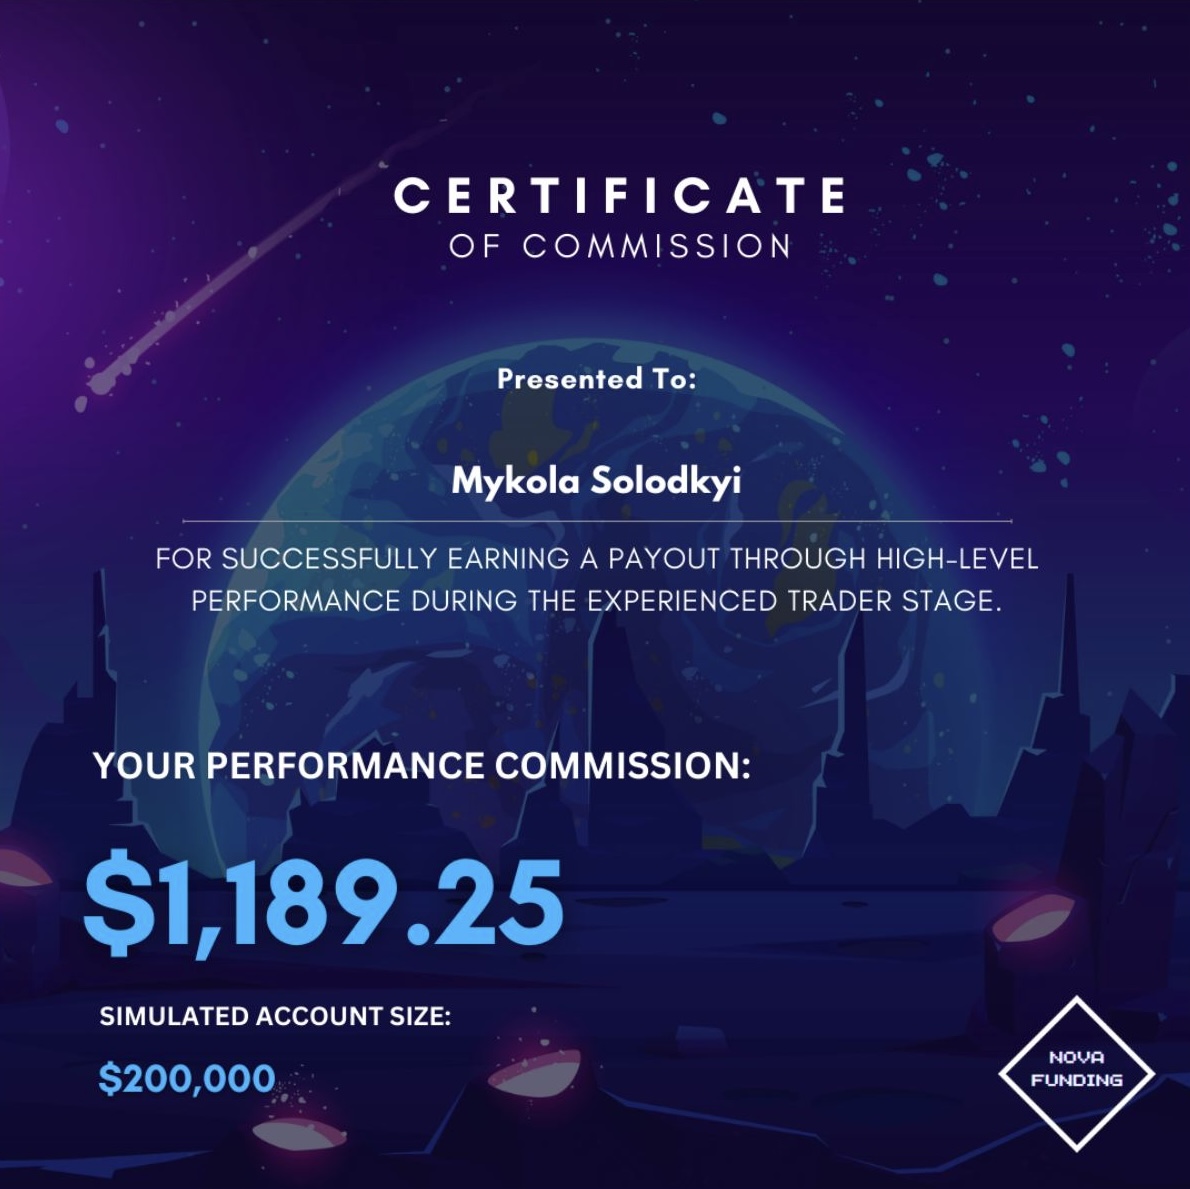 CERTIFICATE
OF COMMISSION
Presented To:
Mykola Solodkyi
FOR SUCCESSFULLY EARNING A PAYOUT THROUGH HIGH-LEVEL
PERFORMANCE DURING THE EXPERIENCED TRADER STAGE.
YOUR PERFORMANCE COMMISSION:
$1,189.25
SIMULATED ACCOUNT SIZE:
$200,000
NOVA
FUNDING